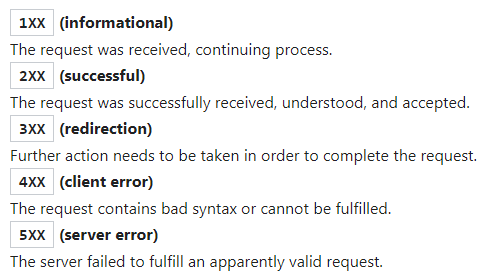 1XX (informational)
The request was received, continuing process.
2XX (successful)
The request was successfully received, understood, and accepted.
3XX (redirection)
Further action needs to be taken in order to complete the request.
4XX (client error)
The request contains bad syntax or cannot be fulfilled.
5XX (server error)
The server failed to fulfill an apparently valid request.